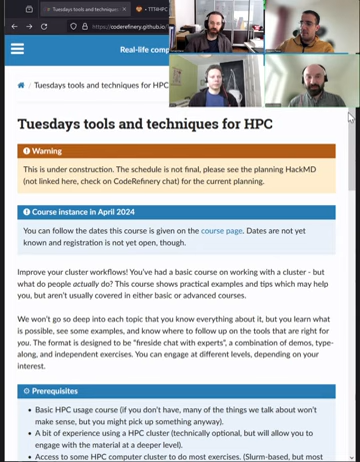 Tuesdays tools and technique
TTT4HPC
https://coderefinery.github.io/
Real-life comp
/ Tuesdays tools and techniques for HPC
Tuesdays tools and techniques for HPC
Warning
This is under construction. The schedule is not final, please see the planning HackMD
(not linked here, check on CodeRefinery chat) for the current planning.
Course instance in April 2024
You can follow the dates this course is given on the course page. Dates are not yet
known and registration is not yet open, though.
Improve your cluster workflows! You've had a basic course on working with a cluster - but
what do people actually do? This course shows practical examples and tips which may help
you, but aren't usually covered in either basic or advanced courses.
We won't go so deep into each topic that you know everything about it, but you learn what
is possible, see some examples, and know where to follow up on the tools that are right for
you. The format is designed to be "fireside chat with experts", a combination of demos, type-
along, and independent exercises. You can engage at different levels, depending on your
interest.
Prerequisites
• Basic HPC usage course (if you don't have, many of the things we talk about won't
make sense, but you might pick up something anyway).
• A bit of experience using a HPC cluster (technically optional, but will allow you to
engage with the material at a deeper level).
• Access to some HPC computer cluster to do most exercises. (Slurm-based, but most